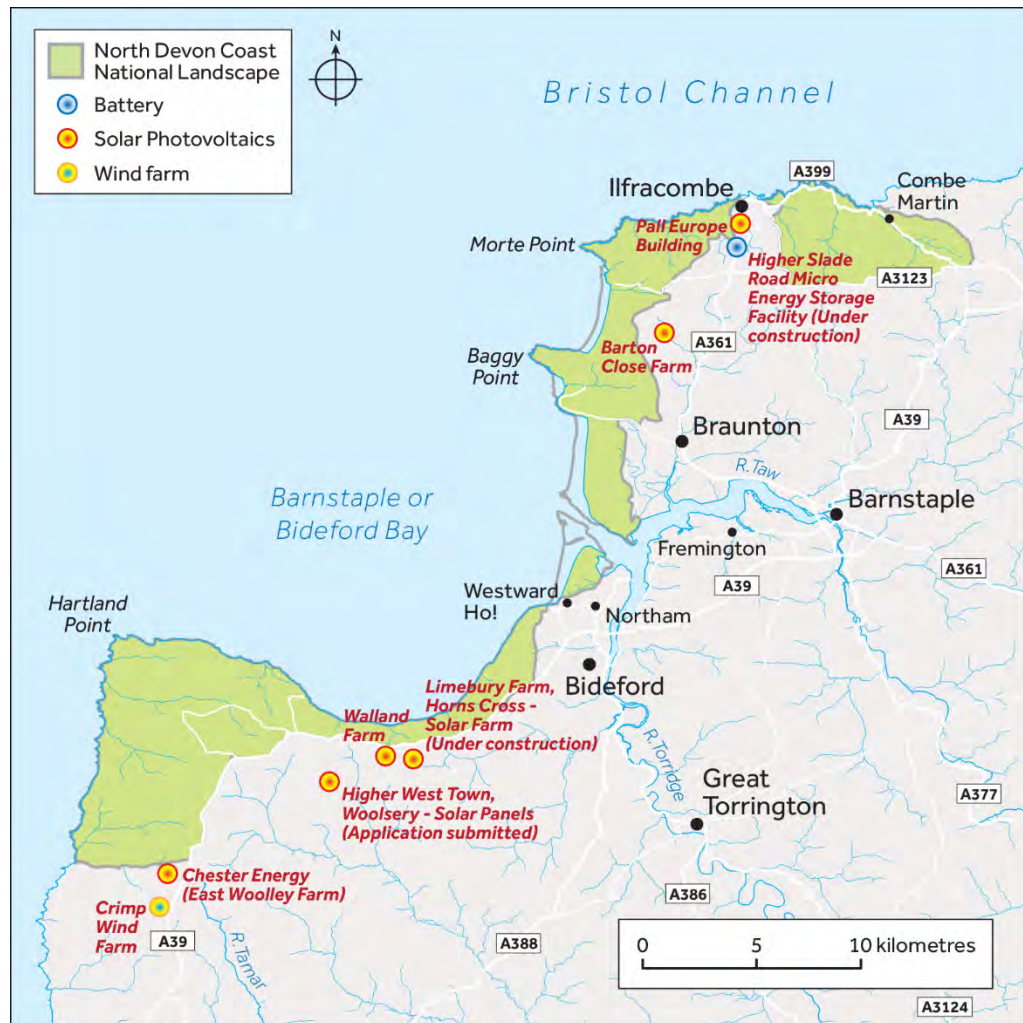 North Devon Coast
National Landscape
Battery
Solar Photovoltaics
Wind farm
N
Bristol Channel
A399
Ilfracombe
Combe
Martin
Pall Europe
Building
Morte Point
Higher Slade
Road Micro
Energy Storage
Facility (Under
construction)
A3123
Barton
Close Farm
A361
Baggy
Point
A39
Braunton
R.Taw
Barnstaple or
Bideford Bay
Barnstaple
Fremington
A361
A39
Westward
Ho!
Northam
Hartland
Point
Bideford
Limebury Farm,
Horns Cross -
Solar Farm
(Under construction)
Walland
Farm
R.Torridge
Higher West Town,
Woolsery - Solar Panels
(Application submitted)
Great
Torrington
A377
Chester Energy
(East Woolley Farm)
A386
Crimp
Wind
Farm
A39
R.Tamar
A388
0 5 10 kilometres
A3124